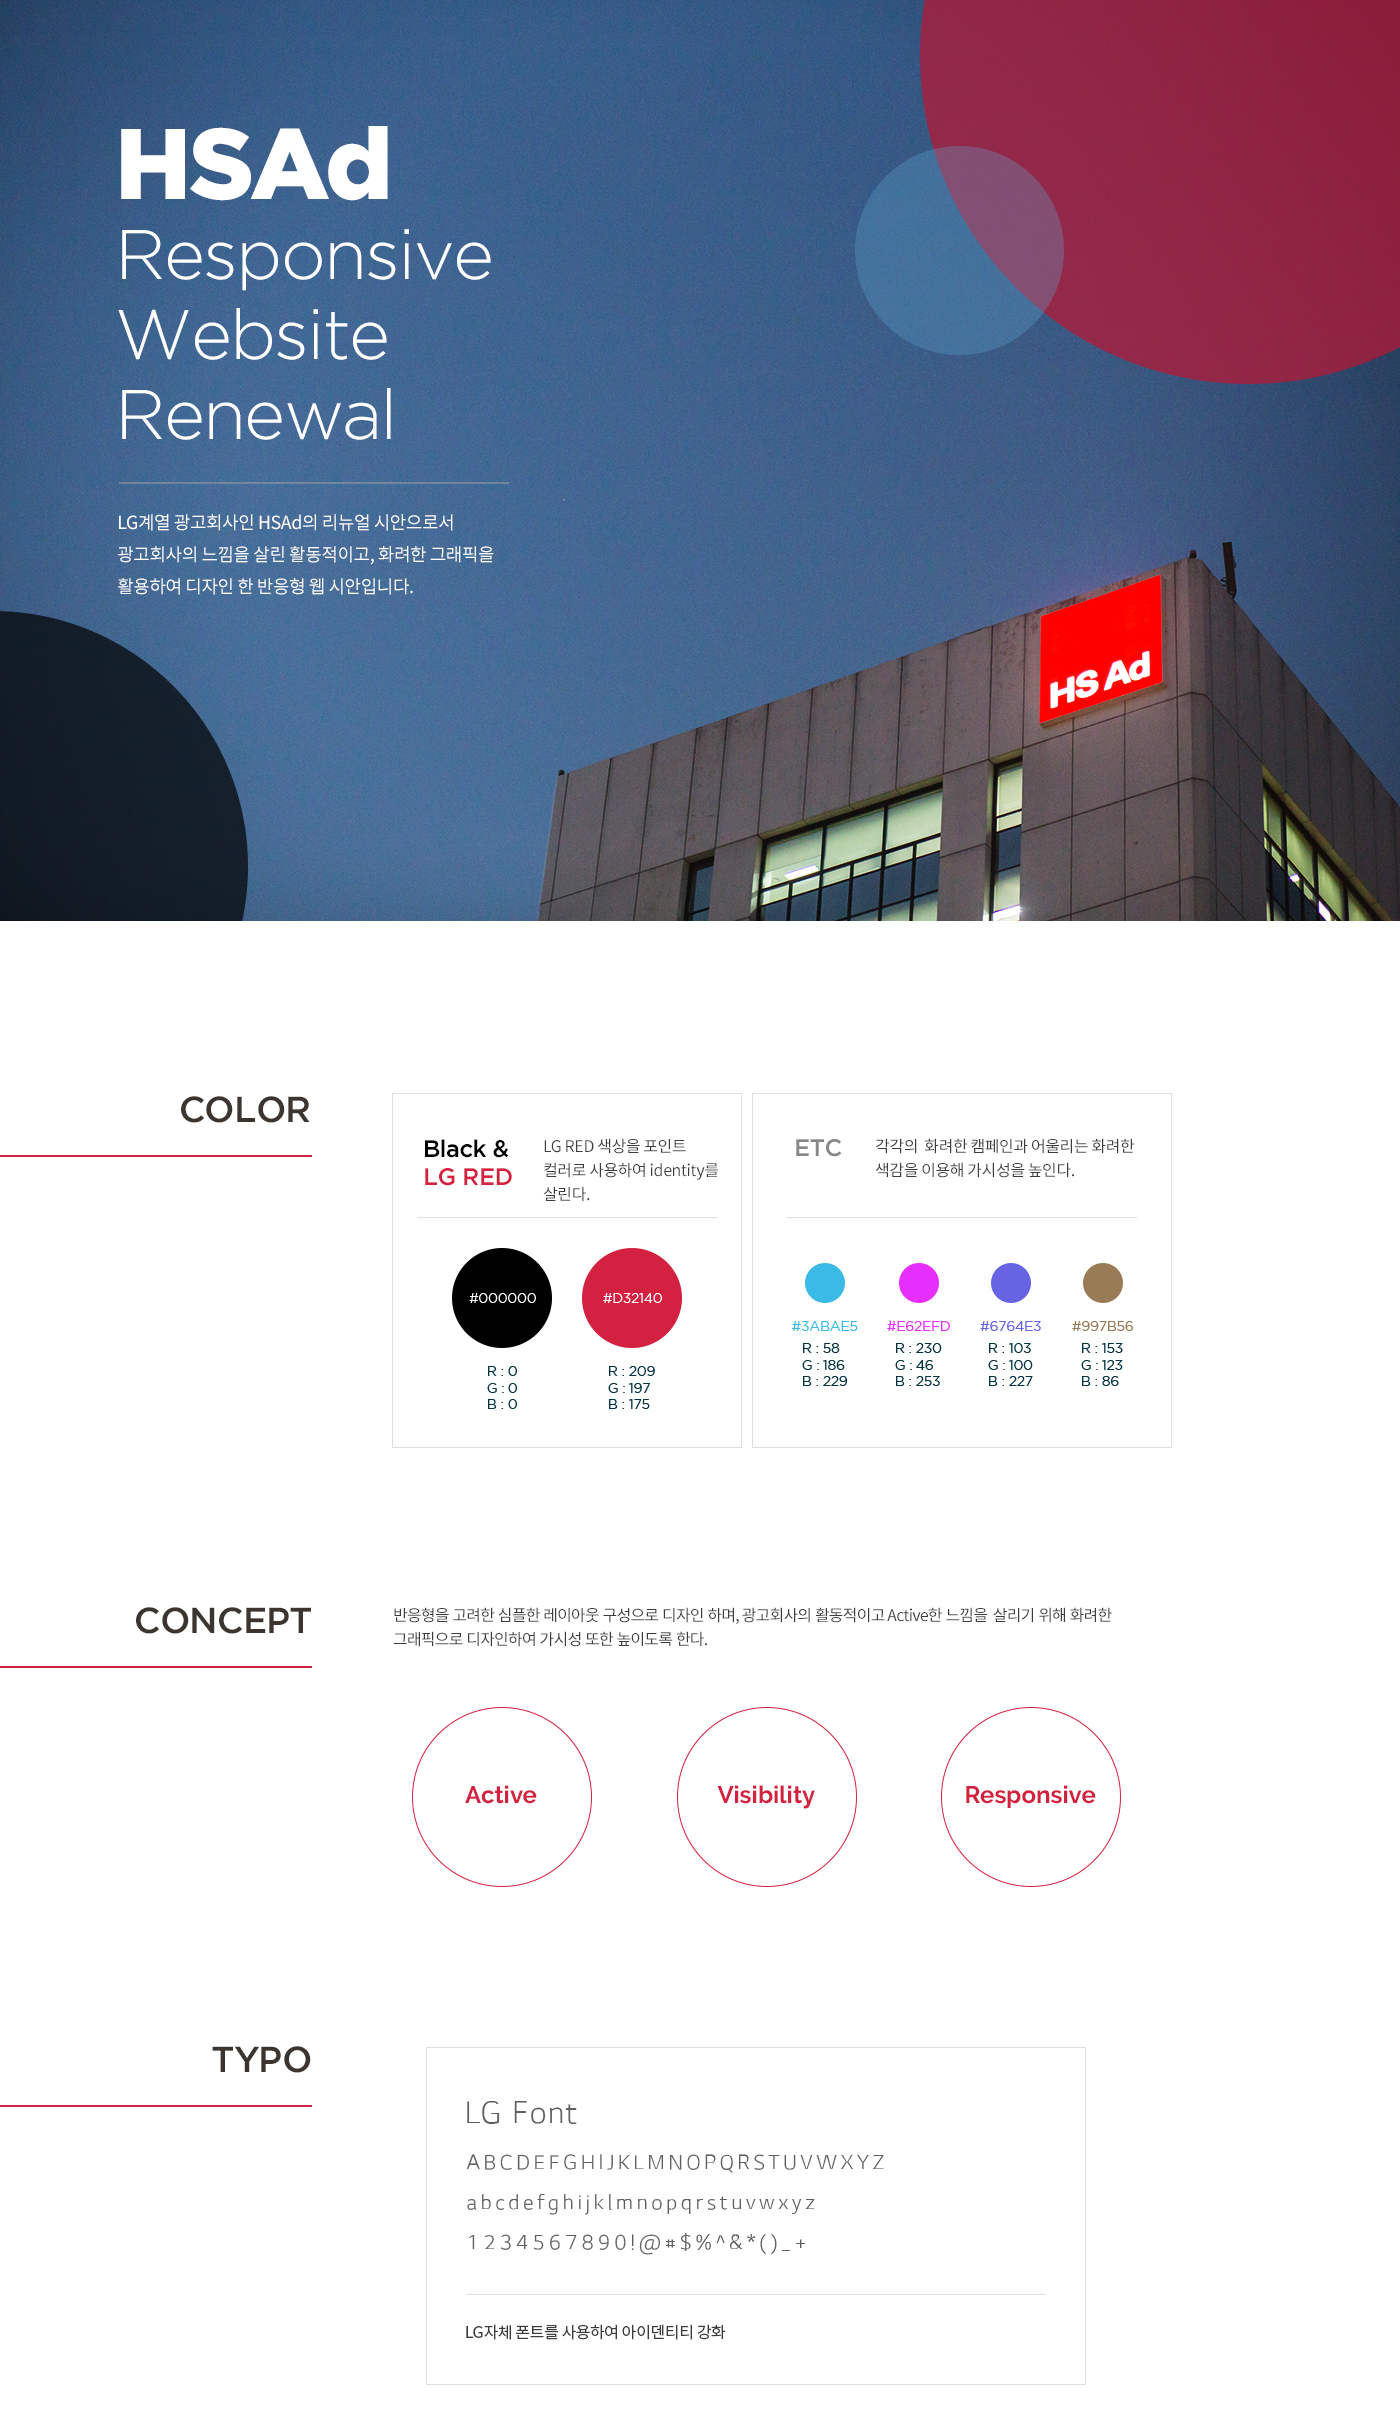 HSAd
Responsive
Website
Renewal
LG계열 광고회사인 HSAd의 리뉴얼 시안으로서
광고회사의 느낌을 살린 활동적이고, 화려한 그래픽을
활용하여 디자인 한 반응형 웹 시안입니다.
HS Ad
COLOR
Black &
LG RED
LG RED 색상을 포인트
컬러로 사용하여 identity를
살린다.
#000000
#D32140
R : 0
G : 0
B : 0
R : 209
G : 197
B : 175
ETC
각각의 화려한 캠페인과 어울리는 화려한
색감을 이용해 가시성을 높인다.
#3ABAE5
#E62EFD
#6764E3
#997B56
R : 58
G : 186
B : 229
R : 230
G : 46
B : 253
R : 103
G : 100
B : 227
R : 153
G : 123
B : 86
CONCEPT
반응형을 고려한 심플한 레이아웃 구성으로 디자인 하며, 광고회사의 활동적이고 Active한 느낌을 살리기 위해 화려한
그래픽으로 디자인하여 가시성 또한 높이도록 한다.
Active
Visibility
Responsive
TYPO
LG Font
ABCDEFGHIJKLMNOPQRSTUVWXYZ
abcdefghijklmnopqrstuvwxyz
1234567890!@#$%^&*()_+
LG자체 폰트를 사용하여 아이덴티티 강화